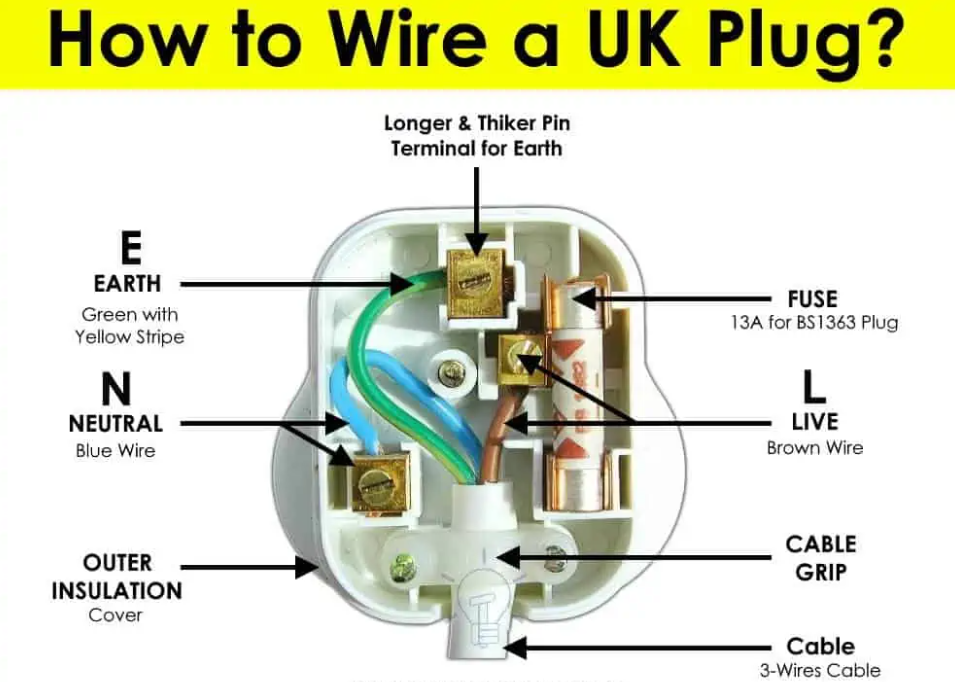 How to Wire a UK Plug?
Longer & Thiker Pin
Terminal for Earth
E
EARTH
Green with
Yellow Stripe
FUSE
13A for BS1363 Plug
N
NEUTRAL
Blue Wire
L
LIVE
Brown Wire
OUTER
INSULATION
Cover
CABLE
GRIP
Cable
3-Wires Cable